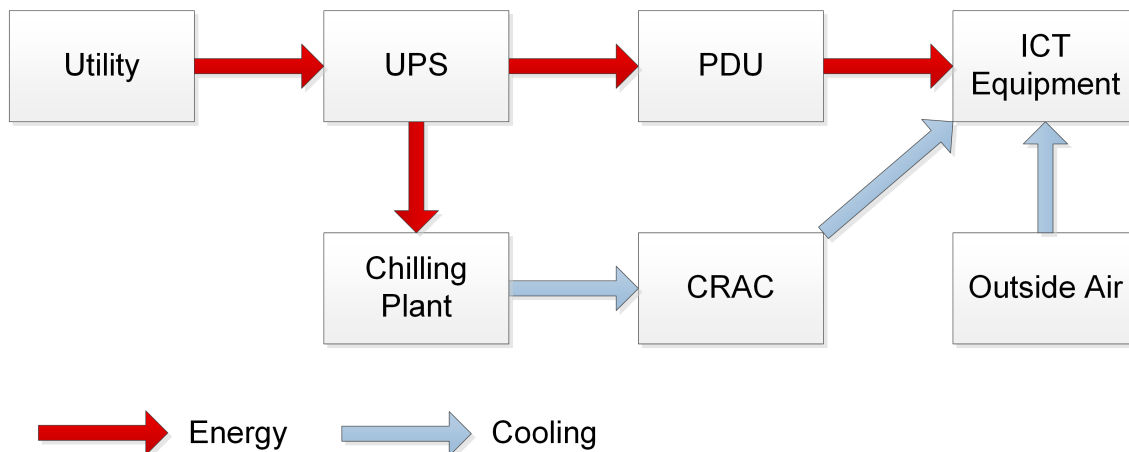 Utility
UPS
PDU
ICT
Equipment
Chilling
Plant
CRAC
Outside Air
Energy
Cooling